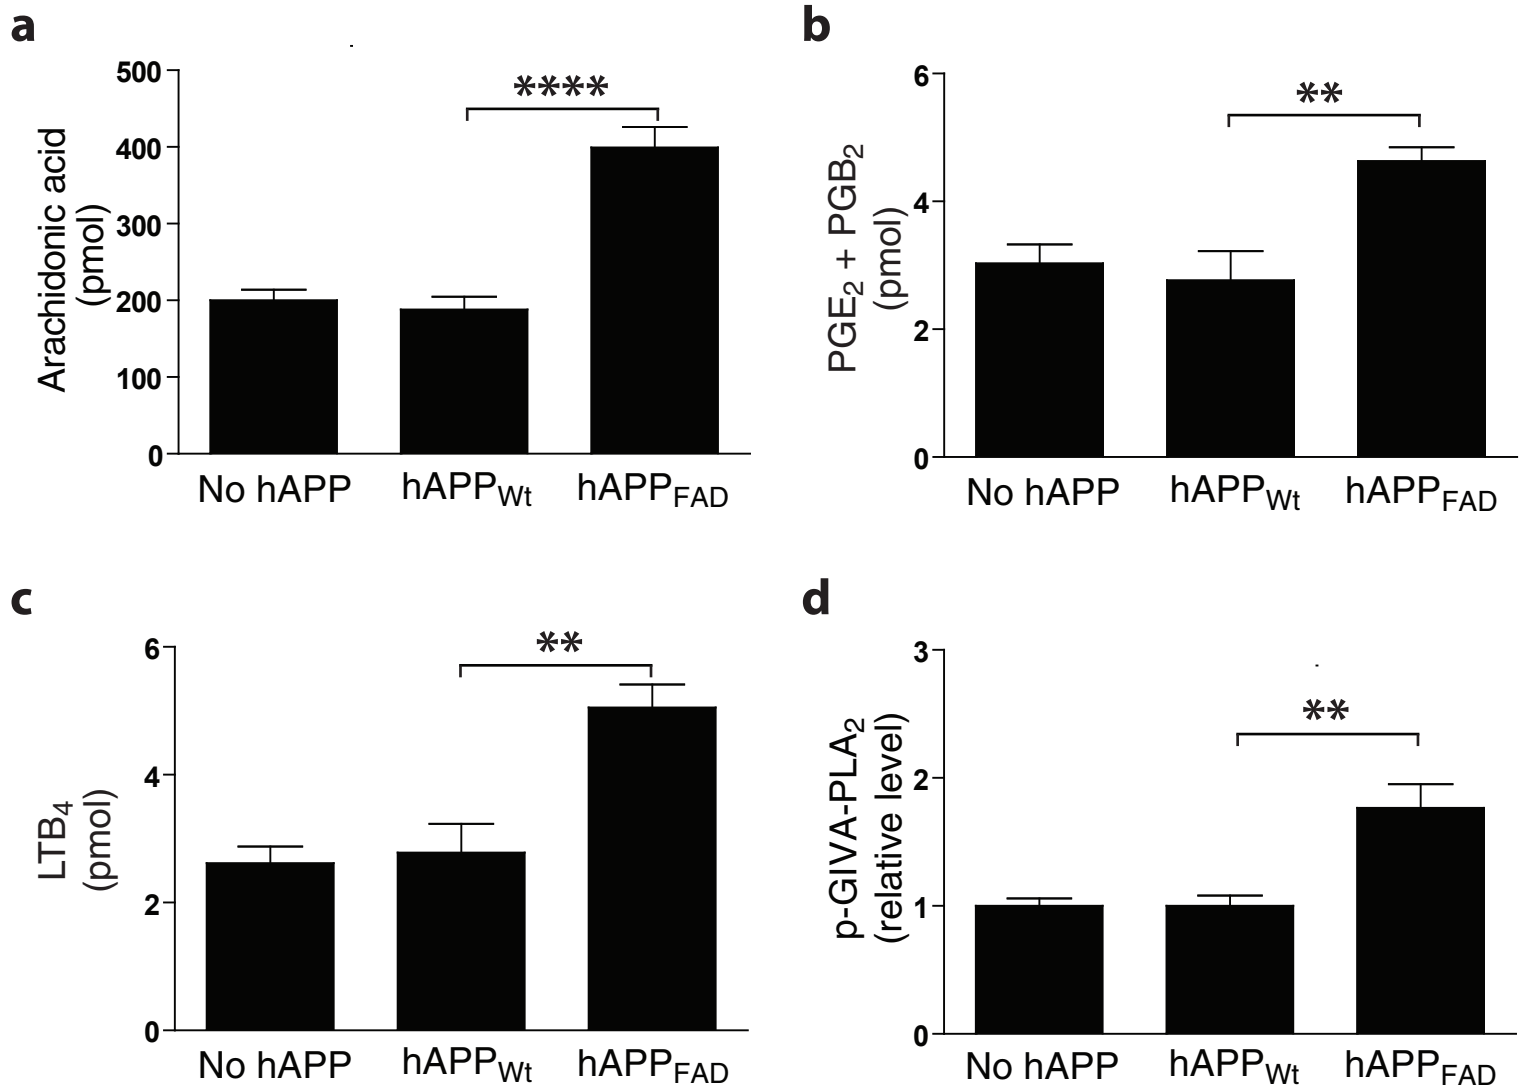 a
500
400
300
200
100
0
Arachidonic acid
(pmol)
****
No hAPP
hAPPWt
hAPPFAD
b
6
4
2
0
PGE2 + PGB2
(pmol)
**
No hAPP
hAPPWt
hAPPFAD
c
6
4
2
0
LTB4
(pmol)
**
No hAPP
hAPPWt
hAPPFAD
d
3
2
1
0
p-GIVA-PLA2
(relative level)
**
No hAPP
hAPPWt
hAPPFAD